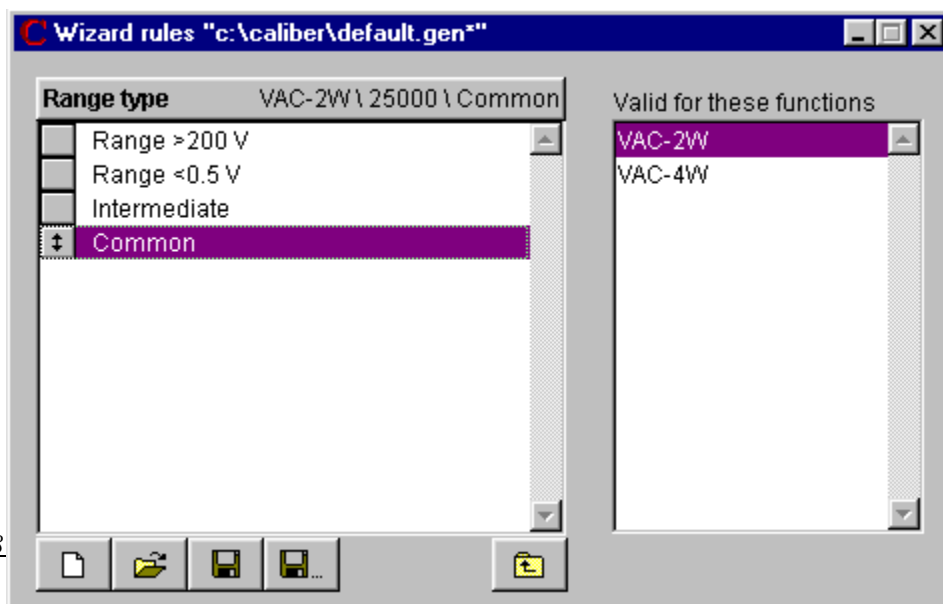 Wizard rules "c:\caliber\default.gen*"
Range type VAC-2W \ 25000 \ Common
Valid for these functions
Range >200 V
Range <0.5 V
Intermediate
Common
VAC-2W
VAC-4W
...